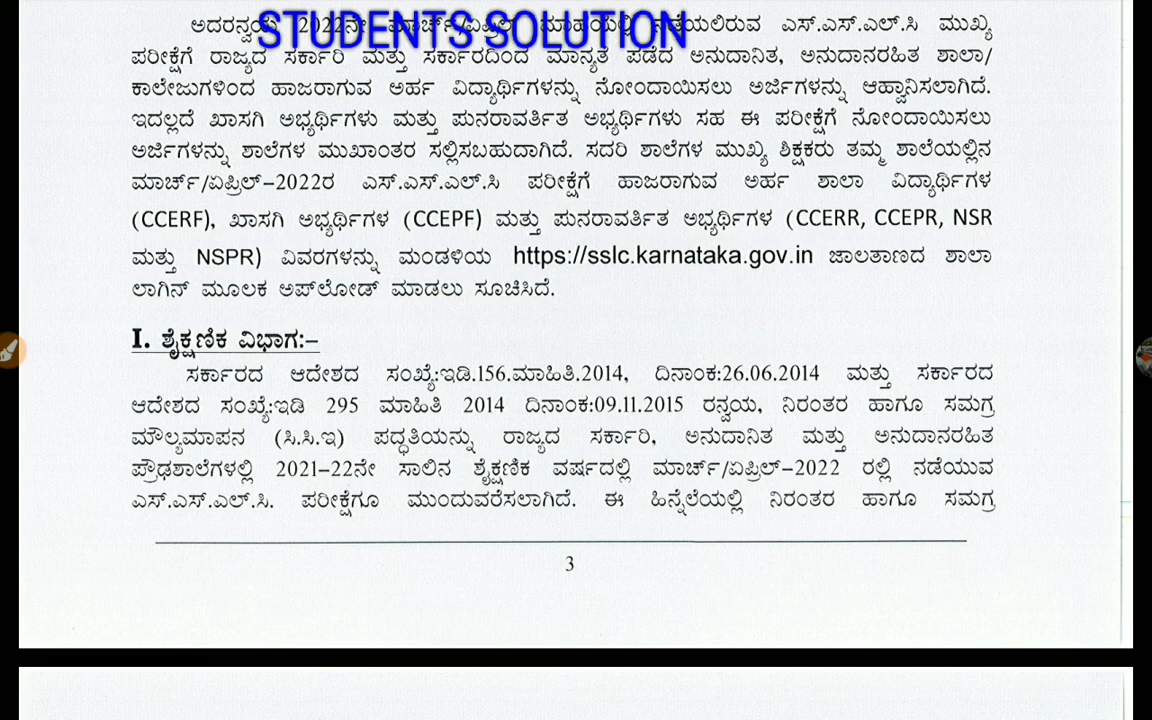 STUDENTS SOLUTION
ಅದರನ್ವಯ 2022ನೇ ಮಾರ್ಚ್/ಏಪ್ರಿಲ್ ಮಾಹೆಯಲ್ಲಿ ನಡೆಯಲಿರುವ ಎಸ್.ಎಸ್.ಎಲ್.ಸಿ ಮುಖ್ಯ
ಪರೀಕ್ಷೆಗೆ ರಾಜ್ಯದ ಸರ್ಕಾರಿ ಮತ್ತು ಸರ್ಕಾರದಿಂದ ಮಾನ್ಯತೆ ಪಡೆದ ಅನುದಾನಿತ, ಅನುದಾನರಹಿತ ಶಾಲಾ/
ಕಾಲೇಜುಗಳಿಂದ ಹಾಜರಾಗುವ ಅರ್ಹ ವಿದ್ಯಾರ್ಥಿಗಳನ್ನು ನೋಂದಾಯಿಸಲು ಅರ್ಜಿಗಳನ್ನು ಆಹ್ವಾನಿಸಲಾಗಿದೆ.
ಇದಲ್ಲದೆ ಖಾಸಗಿ ಅಭ್ಯರ್ಥಿಗಳು ಮತ್ತು ಪುನರಾವರ್ತಿತ ಅಭ್ಯರ್ಥಿಗಳು ಸಹ ಈ ಪರೀಕ್ಷೆಗೆ ನೋಂದಾಯಿಸಲು
ಅರ್ಜಿಗಳನ್ನು ಶಾಲೆಗಳ ಮುಖಾಂತರ ಸಲ್ಲಿಸಬಹುದಾಗಿದೆ. ಸದರಿ ಶಾಲೆಗಳ ಮುಖ್ಯ ಶಿಕ್ಷಕರು ತಮ್ಮ ಶಾಲೆಯಲ್ಲಿನ
ಮಾರ್ಚ್/ಏಪ್ರಿಲ್-2022ರ ಎಸ್.ಎಸ್.ಎಲ್.ಸಿ ಪರೀಕ್ಷೆಗೆ ಹಾಜರಾಗುವ ಅರ್ಹ ಶಾಲಾ ವಿದ್ಯಾರ್ಥಿಗಳ
(CCERF), ಖಾಸಗಿ ಅಭ್ಯರ್ಥಿಗಳ (CCEPF) ಮತ್ತು ಪುನರಾವರ್ತಿತ ಅಭ್ಯರ್ಥಿಗಳ (CCERR, CCEPR, NSR
ಮತ್ತು NSPR) ವಿವರಗಳನ್ನು ಮಂಡಳಿಯ https://sslc.karnataka.gov.in ಜಾಲತಾಣದ ಶಾಲಾ
ಲಾಗಿನ್ ಮೂಲಕ ಅಪ್‌ಲೋಡ್ ಮಾಡಲು ಸೂಚಿಸಿದೆ.
I. ಶೈಕ್ಷಣಿಕ ವಿಭಾಗ:–
ಸರ್ಕಾರದ ಆದೇಶದ ಸಂಖ್ಯೆ:ಇಡಿ.156.ಮಾಹಿತಿ.2014, ದಿನಾಂಕ:26.06.2014 ಮತ್ತು ಸರ್ಕಾರದ
ಆದೇಶದ ಸಂಖ್ಯೆ:ಇಡಿ 295 ಮಾಹಿತಿ 2014 ದಿನಾಂಕ:09.11.2015 ರನ್ವಯ, ನಿರಂತರ ಹಾಗೂ ಸಮಗ್ರ
ಮೌಲ್ಯಮಾಪನ (ಸಿ.ಸಿ.ಇ) ಪದ್ಧತಿಯನ್ನು ರಾಜ್ಯದ ಸರ್ಕಾರಿ, ಅನುದಾನಿತ ಮತ್ತು ಅನುದಾನರಹಿತ
ಪ್ರೌಢಶಾಲೆಗಳಲ್ಲಿ 2021–22ನೇ ಸಾಲಿನ ಶೈಕ್ಷಣಿಕ ವರ್ಷದಲ್ಲಿ ಮಾರ್ಚ್/ಏಪ್ರಿಲ್–2022 ರಲ್ಲಿ ನಡೆಯುವ
ಎಸ್.ಎಸ್.ಎಲ್.ಸಿ. ಪರೀಕ್ಷೆಗೂ ಮುಂದುವರೆಸಲಾಗಿದೆ. ಈ ಹಿನ್ನೆಲೆಯಲ್ಲಿ ನಿರಂತರ ಹಾಗೂ ಸಮಗ್ರ
3